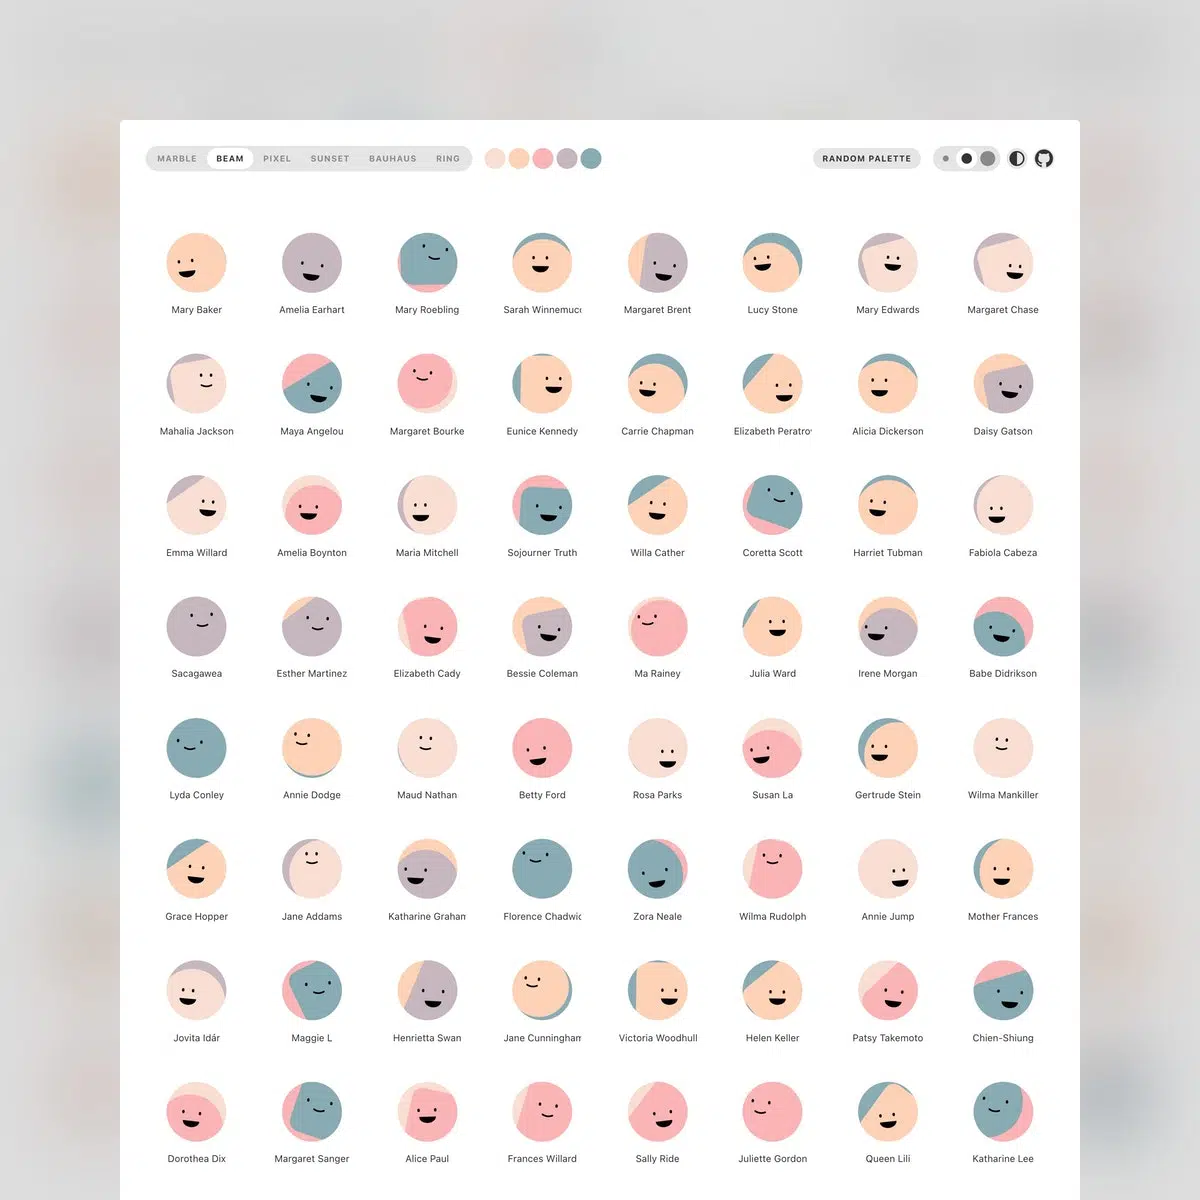 MARBLE BEAM PIXEL SUNSET BAUHAUS RING RANDOM PALETTE
Mary Baker Amelia Earhart Mary Roebling Sarah Winnemuc Margaret Brent Lucy Stone Mary Edwards Margaret Chase
Mahalia Jackson Maya Angelou Margaret Bourke Eunice Kennedy Carrie Chapman Elizabeth Peratro Alicia Dickerson Daisy Gatson
Emma Willard Amelia Boynton Maria Mitchell Sojourner Truth Willa Cather Coretta Scott Harriet Tubman Fabiola Cabeza
Sacagawea Esther Martinez Elizabeth Cady Bessie Coleman Ma Rainey Julia Ward Irene Morgan Babe Didrikson
Lyda Conley Annie Dodge Maud Nathan Betty Ford Rosa Parks Susan La Gertrude Stein Wilma Mankiller
Grace Hopper Jane Addams Katharine Graham Florence Chadwic Zora Neale Wilma Rudolph Annie Jump Mother Frances
Jovita Idár Maggie L Henrietta Swan Jane Cunningham Victoria Woodhull Helen Keller Patsy Takemoto Chien-Shiung
Dorothea Dix Margaret Sanger Alice Paul Frances Willard Sally Ride Juliette Gordon Queen Lili Katharine Lee